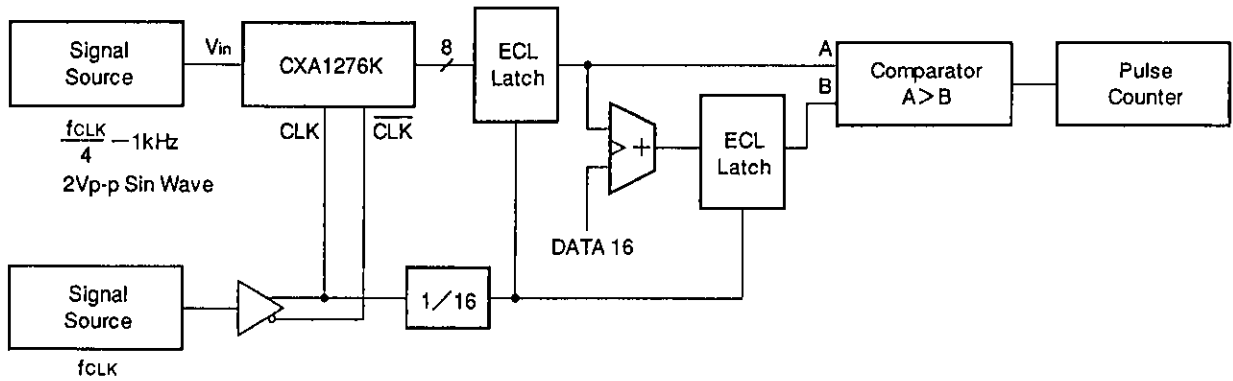 Signal
Source
Vin
CXA1276K
8
ECL
Latch
A
B
Comparator
A>B
Pulse
Counter
fCLK/4 −1kHz
2Vp-p Sin Wave
CLK
C̅L̅K̅
+
ECL
Latch
DATA 16
Signal
Source
1/16
fCLK